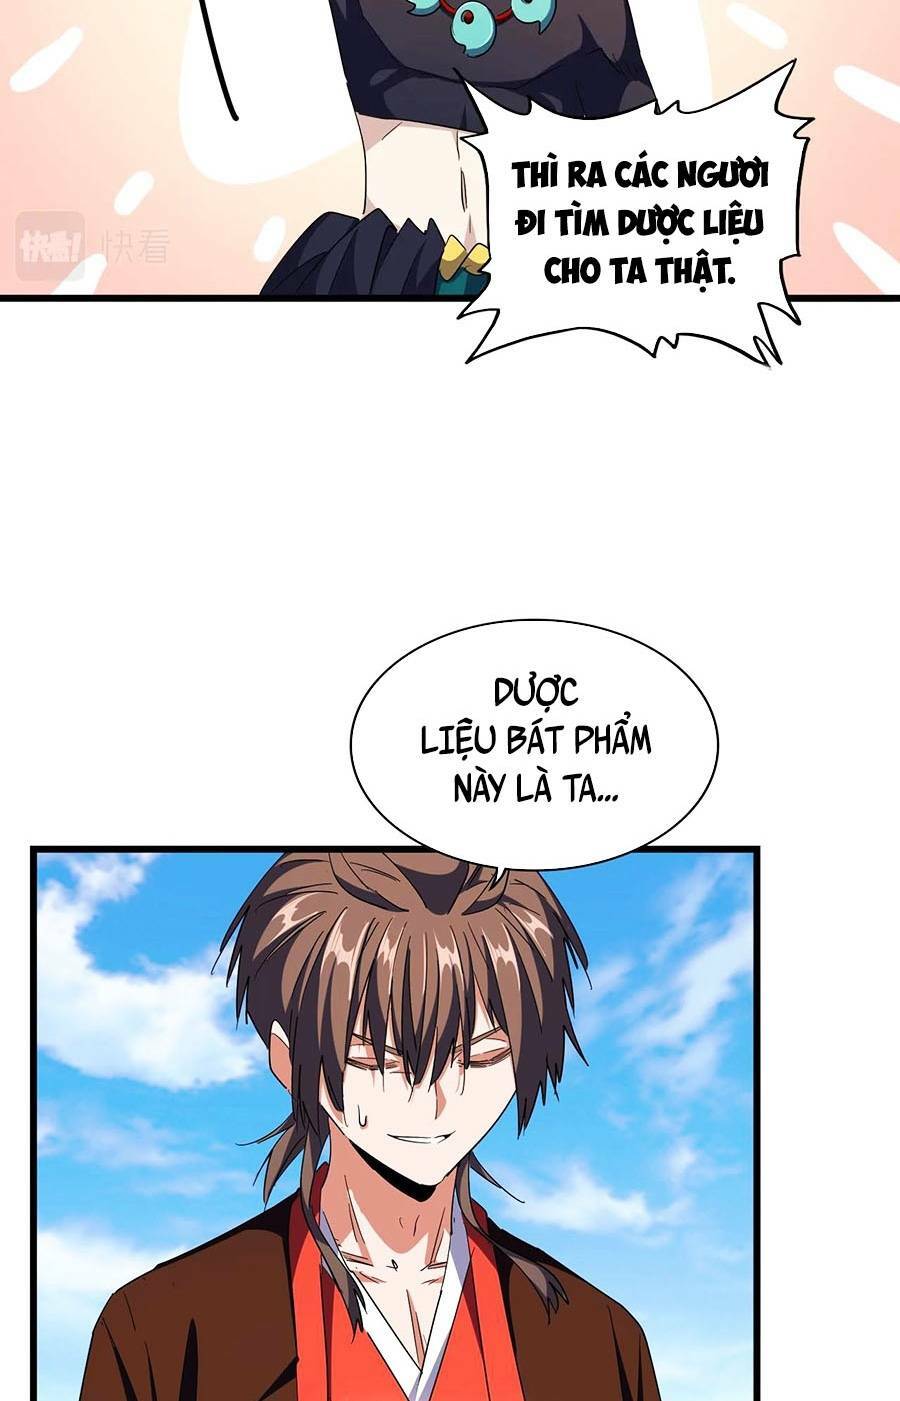 THÌ RA CÁC NGƯƠI
ĐI TÌM DƯỢC LIỆU
CHO TA THẬT.
快看! 快看
DƯỢC
LIỆU BÁT PHẨM
NÀY LÀ TA...